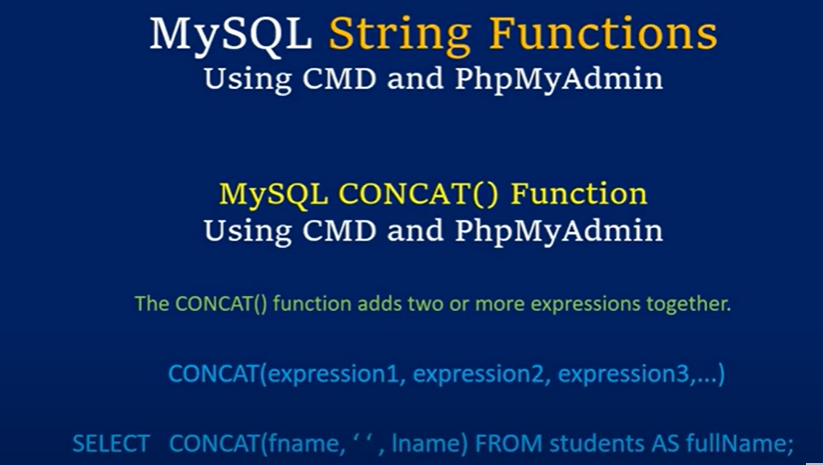 MySQL String Functions
Using CMD and PhpMyAdmin
MySQL CONCAT() Function
Using CMD and PhpMyAdmin
The CONCAT() function adds two or more expressions together.
CONCAT(expression1, expression2, expression3,...)
SELECT CONCAT(fname, ‘ ‘ , lname) FROM students AS fullName;